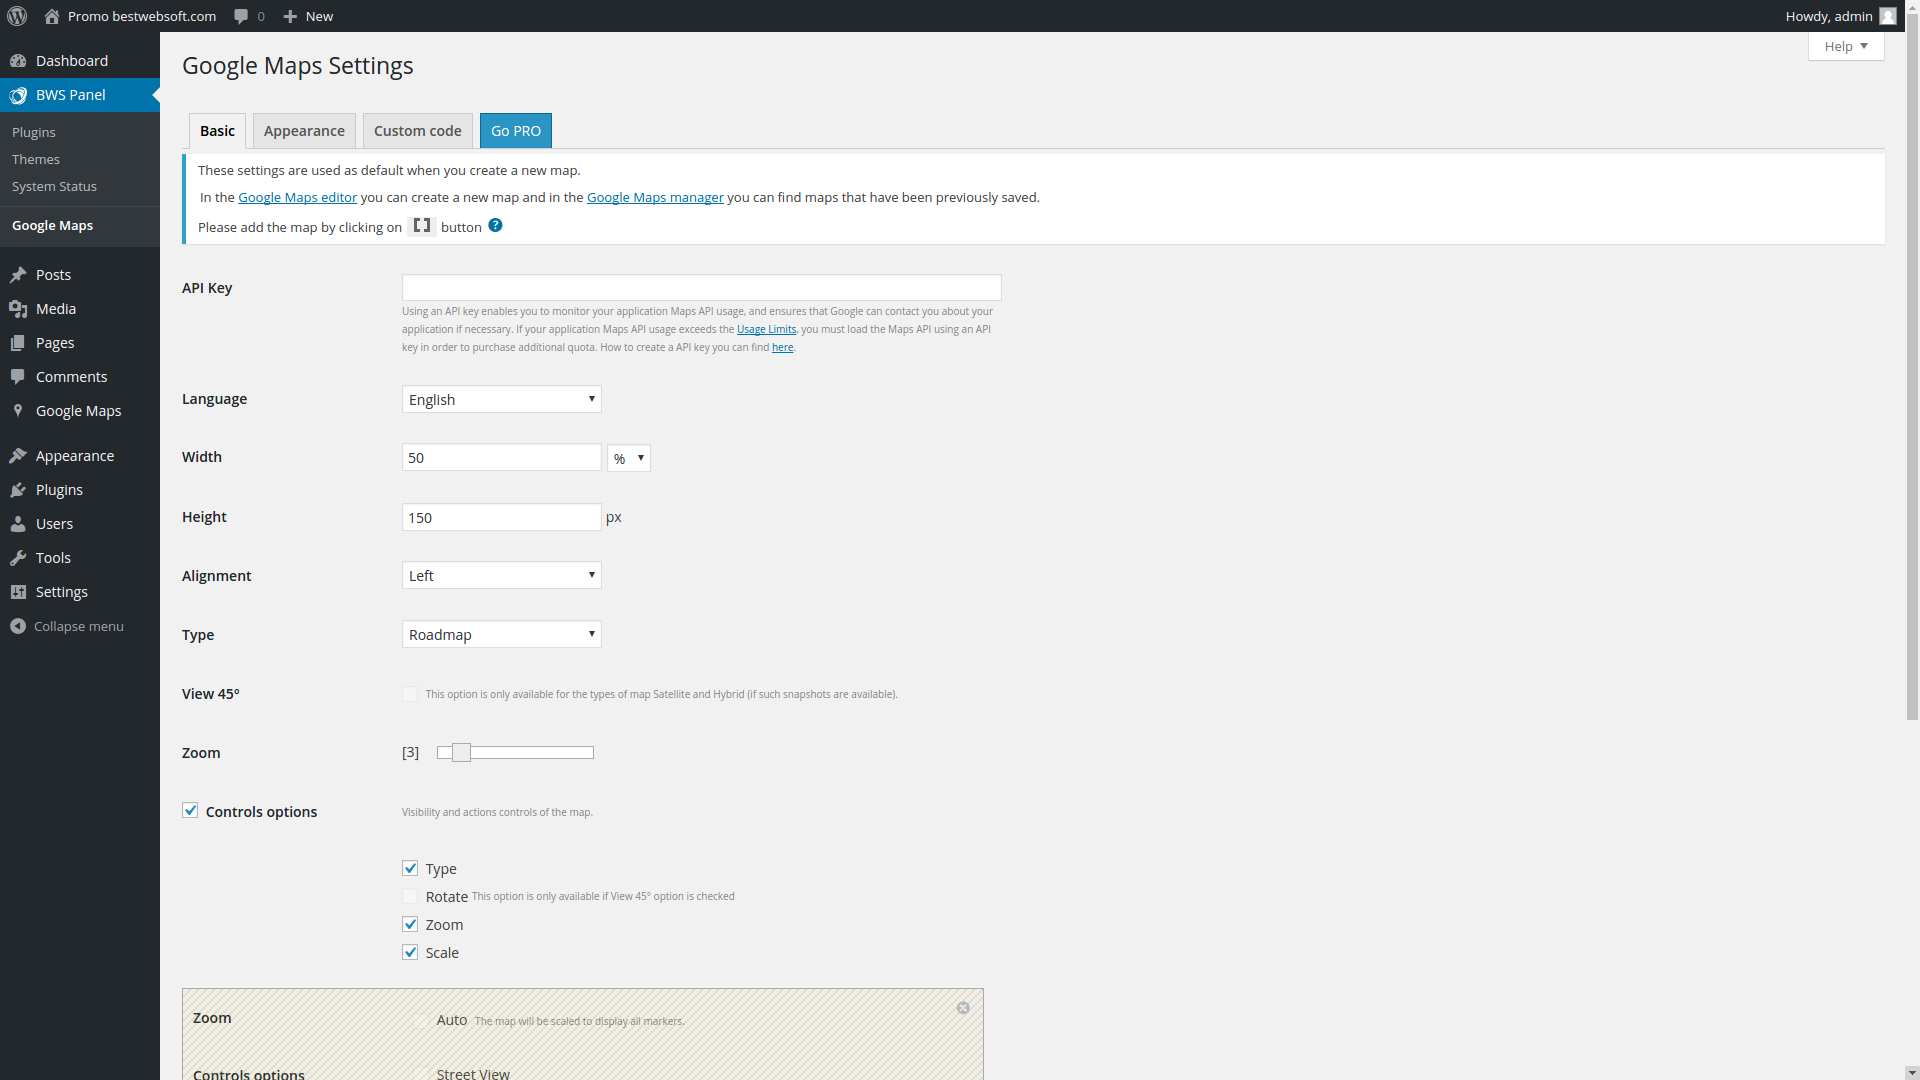 Promo bestwebsoft.com
0
New
Howdy, admin
Help
Dashboard
BWS Panel
Plugins
Themes
System Status
Google Maps
Posts
Media
Pages
Comments
Google Maps
Appearance
Plugins
Users
Tools
Settings
Collapse menu
Google Maps Settings
Basic
Appearance
Custom code
Go PRO
These settings are used as default when you create a new map.
In the Google Maps editor you can create a new map and in the Google Maps manager you can find maps that have been previously saved.
Please add the map by clicking on [ ] button ?
API Key
Using an API key enables you to monitor your application Maps API usage, and ensures that Google can contact you about your
application if necessary. If your application Maps API usage exceeds the Usage Limits, you must load the Maps API using an API
key in order to purchase additional quota. How to create a API key you can find here.
Language
English
Width
50
%
Height
150
px
Alignment
Left
Type
Roadmap
View 45°
This option is only available for the types of map Satellite and Hybrid (if such snapshots are available).
Zoom
[3]
Controls options
Visibility and actions controls of the map.
Type
Rotate This option is only available if View 45° option is checked
Zoom
Scale
Zoom
Auto The map will be scaled to display all markers.
Controls options
Street View